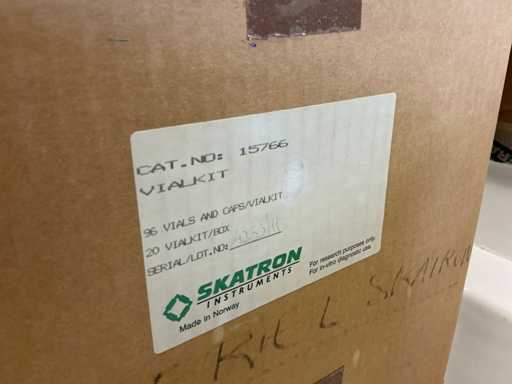 CAT.NO: 15766
VIALKIT
96 VIALS AND CAPS/VIALKIT
20 VIALKIT/BOX
SERIAL/LOT.NO:
SKATRON
INSTRUMENTS
Made in Norway
For research purposes only.
For in-vitro diagnostic use.
SKATRON